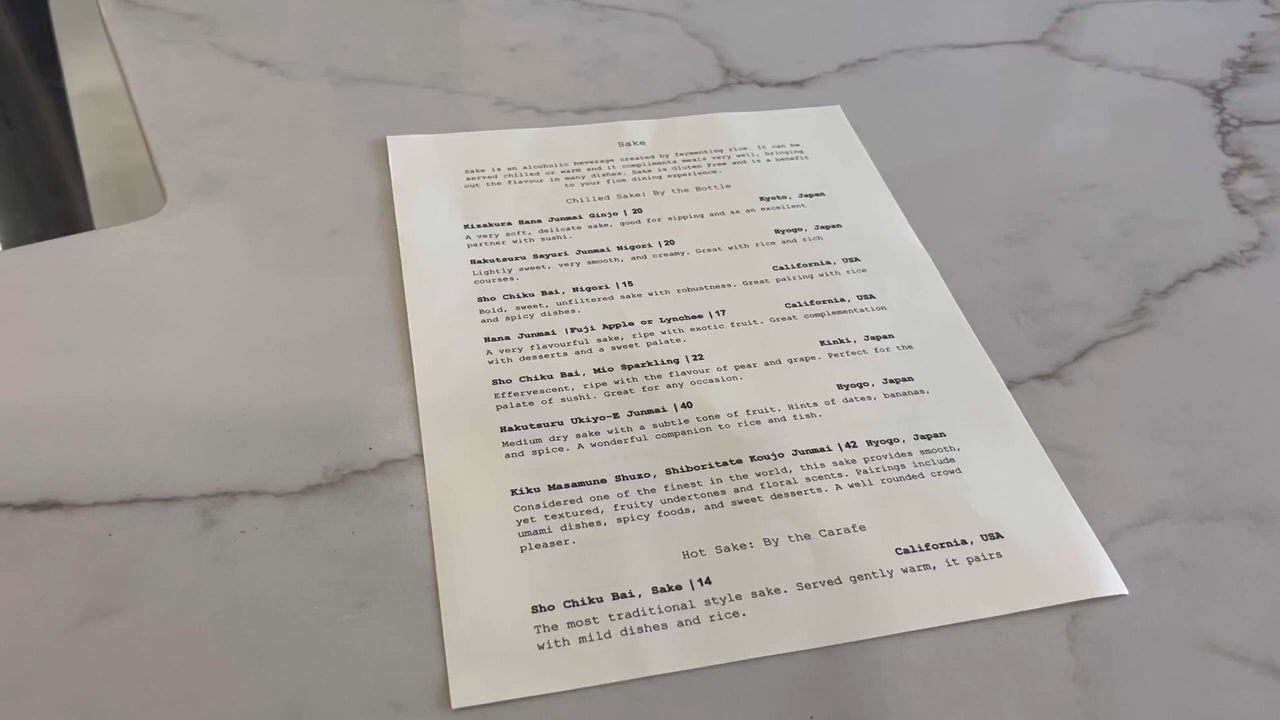 Sake
Sake is an alcoholic beverage created by fermenting rice. It can be
served chilled or warm and it compliments meals very well, bringing
out the flavour in many dishes. Sake is Gluten Free and is a benefit
to your fine dining experience.
Chilled Sake: By the Bottle
Kizakura Hana Junmai Ginjo | 20 Kyoto, Japan
A very soft, delicate sake, good for sipping and as an excellent
partner with sushi.
Hakutsuru Sayuri Junmai Nigori |20 Hyogo, Japan
Lightly sweet, very smooth, and creamy. Great with rice and rich
courses.
Sho Chiku Bai, Nigori |15 California, USA
Bold, sweet, unfiltered sake with robustness. Great pairing with rice
and spicy dishes.
Hana Junmai |Fuji Apple or Lynchee |17 California, USA
A very flavourful sake, ripe with exotic fruit. Great complementation
with desserts and a sweet palate.
Sho Chiku Bai, Mio Sparkling |22 Kinki, Japan
Effervescent, ripe with the flavour of pear and grape. Perfect for the
palate of sushi. Great for any occasion.
Hakutsuru Ukiyo-E Junmai |40 Hyogo, Japan
Medium dry sake with a subtle tone of fruit. Hints of dates, bananas,
and spice. A wonderful companion to rice and fish.
Kiku Masamune Shuzo, Shiboritate Koujo Junmai |42 Hyogo, Japan
Considered one of the finest in the world, this sake provides smooth,
yet textured, fruity undertones and floral scents. Pairings include
umami dishes, spicy foods, and sweet desserts. A well rounded crowd
pleaser.
Hot Sake: By the Carafe
Sho Chiku Bai, Sake |14 California, USA
The most traditional style sake. Served gently warm, it pairs
with mild dishes and rice.